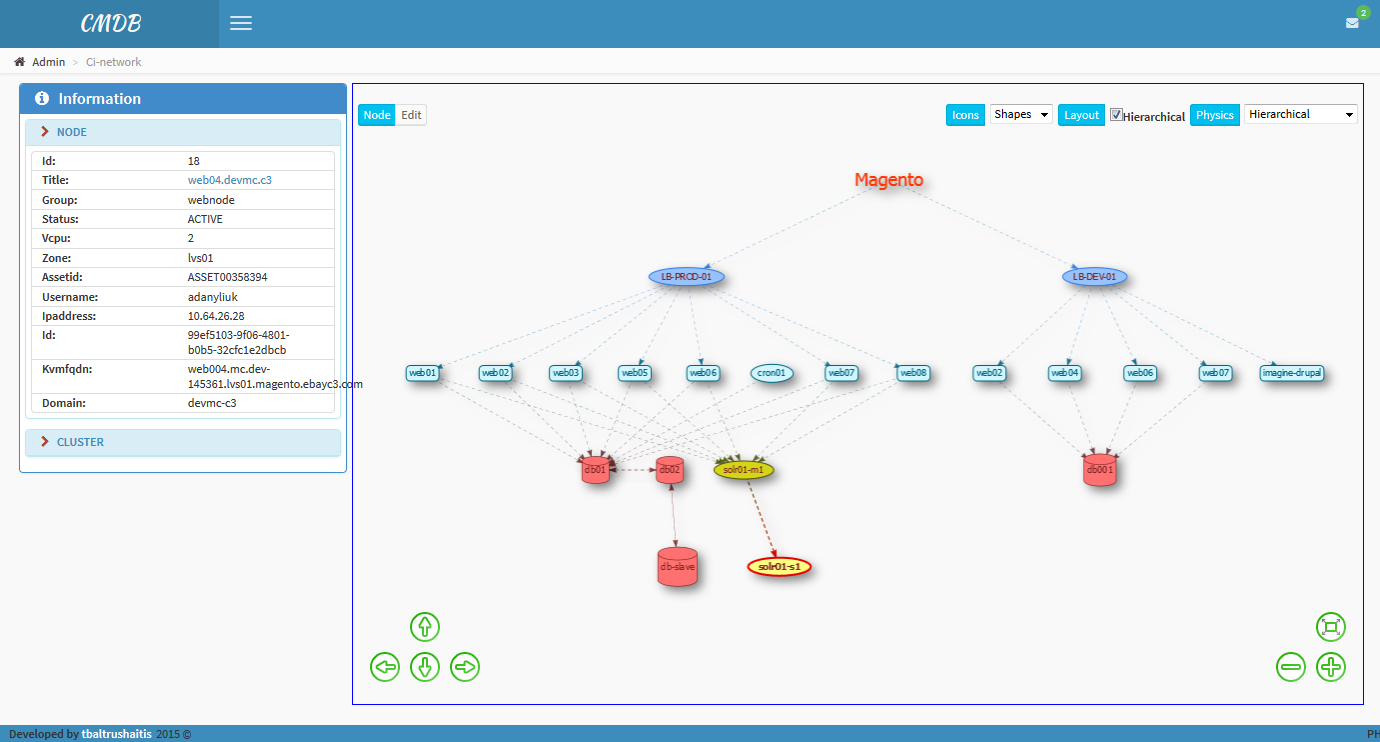 CMDB
2
Admin > Ci-network
Information
NODE
Id: 18
Title: web04.devmc.c3
Group: webnode
Status: ACTIVE
Vcpu: 2
Zone: lvs01
Assetid: ASSET00358394
Username: adanyliuk
Ipaddress: 10.64.26.28
Id: 99ef5103-9f06-4801-
b0b5-32cfc1e2dbcb
Kvmfqdn: web004.mc.dev-
145361.lvs01.magento.ebayc3.com
Domain: devmc-c3
CLUSTER
Node Edit Icons Shapes Layout Hierarchical Physics Hierarchical
Magento
LB-PROD-01 LB-DEV-01
web01 web02 web03 web05 web06 cron01 web07 web08 web02 web04 web06 web07 imagine-drupal
db01 db02 solr01-m1 db001
db-slave solr01-s1
Developed by tbaltrushaitis 2015 © PH